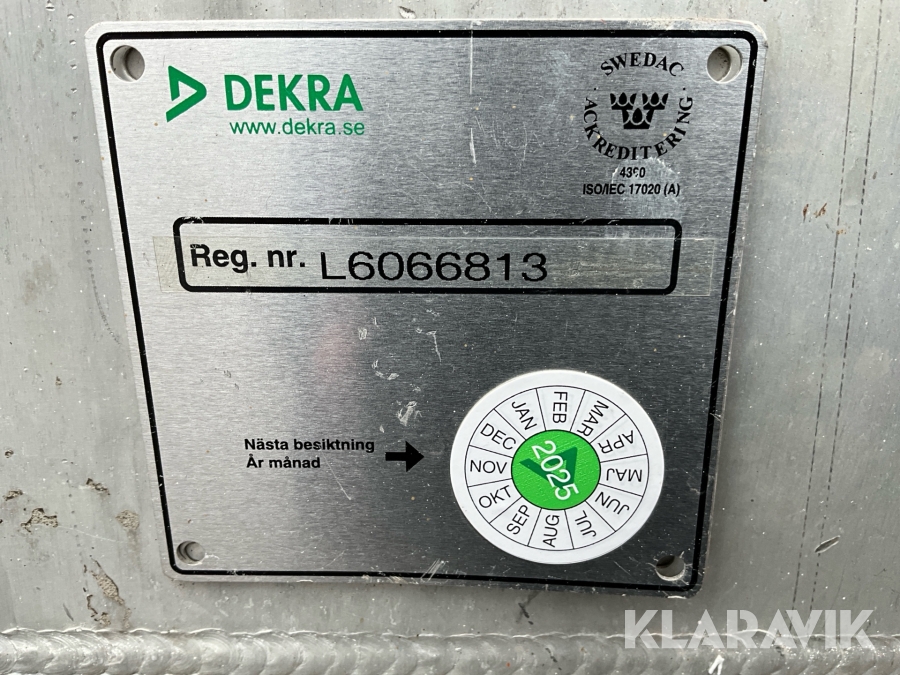 DEKRA
www.dekra.se
SWEDAC
ACKREDITERING
ISO/IEC 17020 (A)
Reg. nr. L6066813
Nästa besiktning
År månad
JAN
FEB
MAR
APR
MAJ
JUN
JUL
AUG
SEP
OKT
NOV
DEC
2025
KLARAVIK